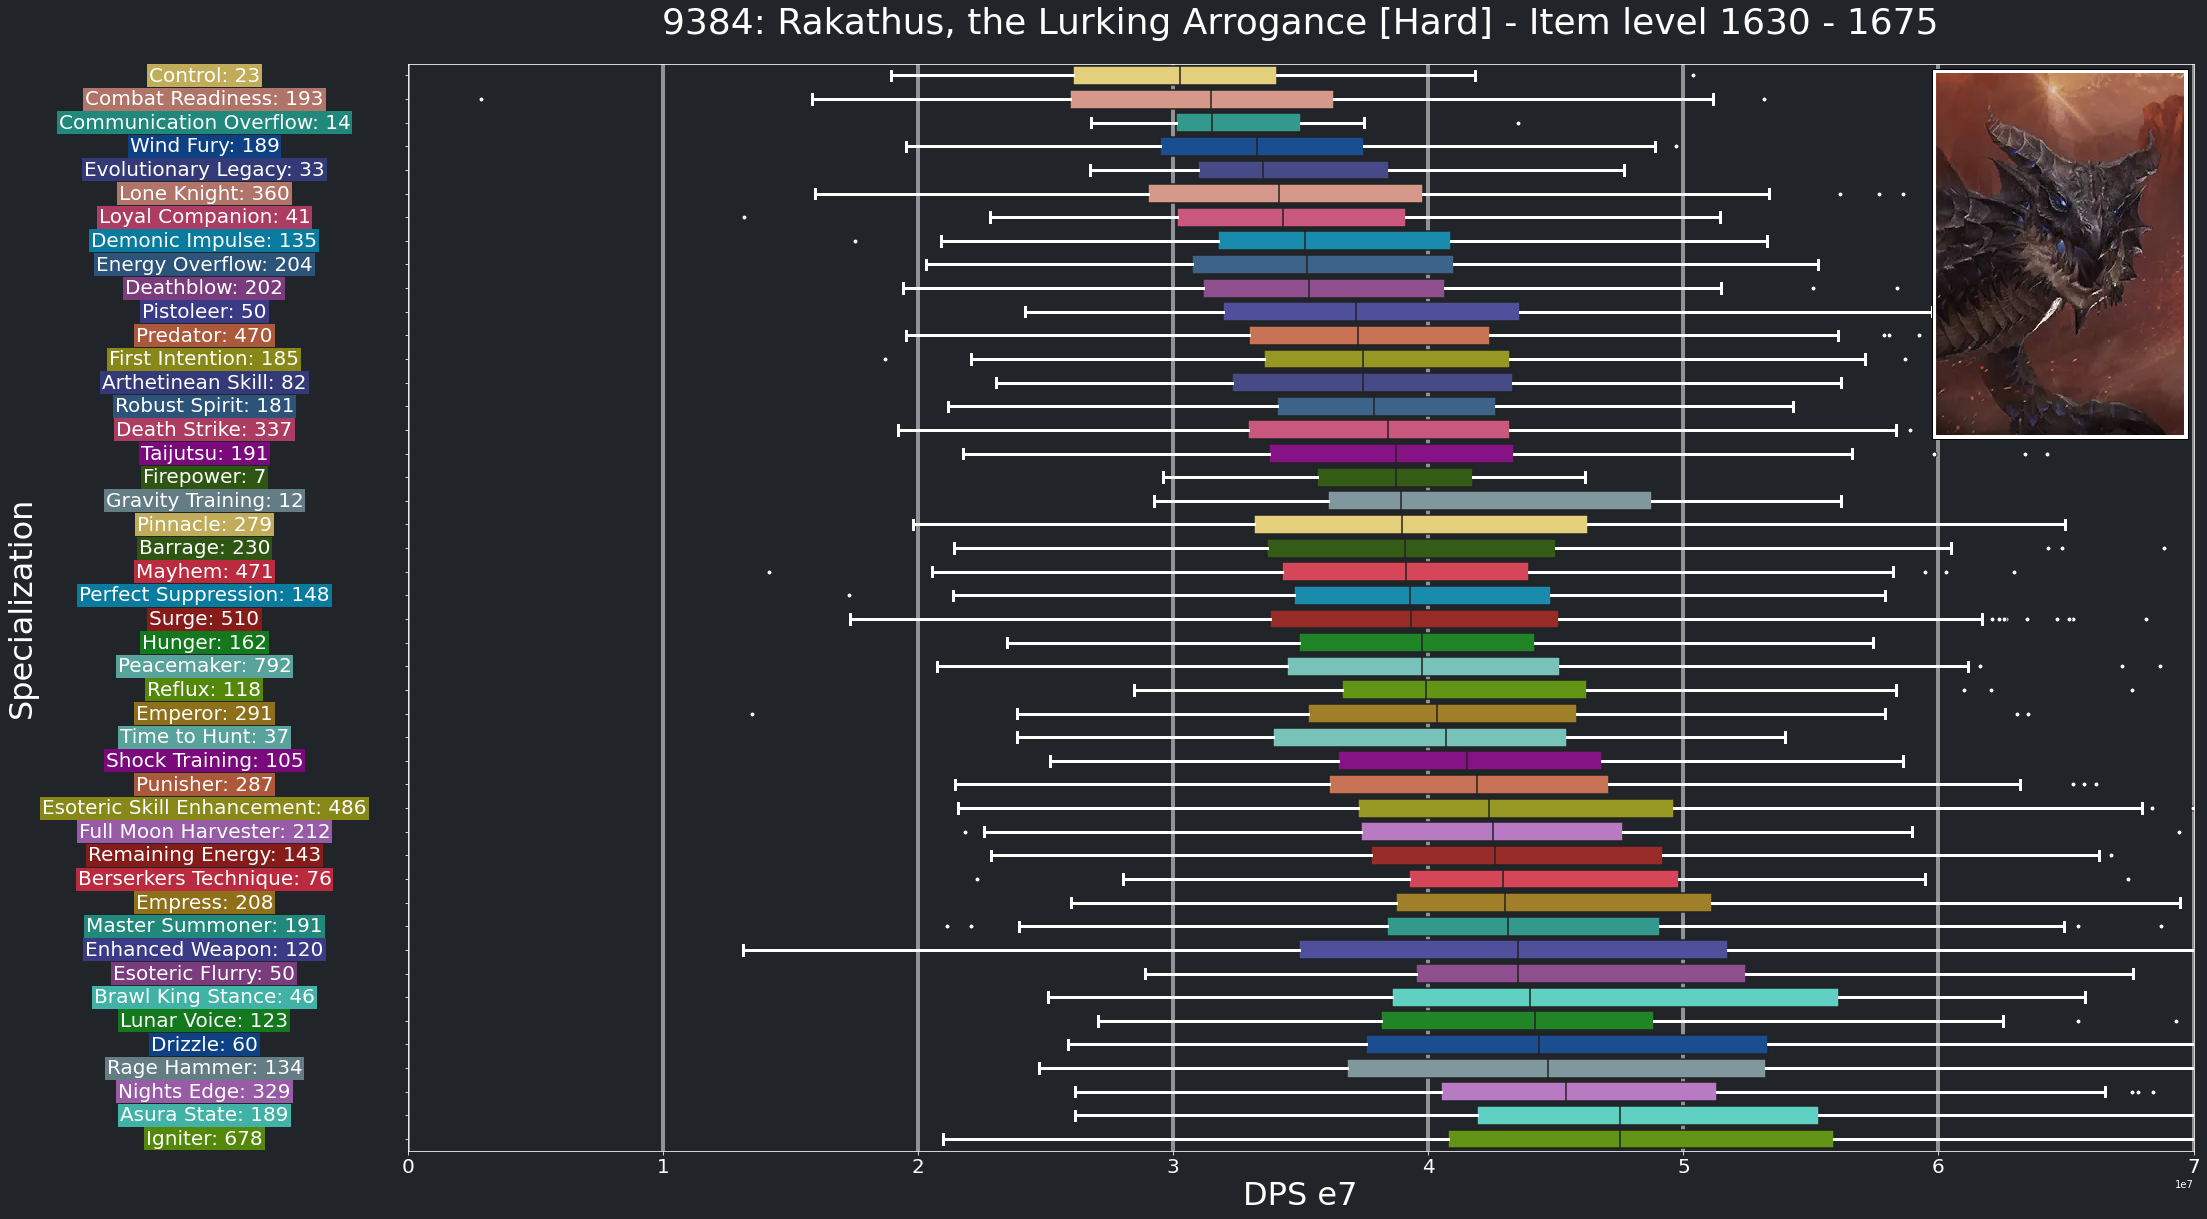 9384: Rakathus, the Lurking Arrogance [Hard] - Item level 1630 - 1675
Specialization
Control: 23
Combat Readiness: 193
Communication Overflow: 14
Wind Fury: 189
Evolutionary Legacy: 33
Lone Knight: 360
Loyal Companion: 41
Demonic Impulse: 135
Energy Overflow: 204
Deathblow: 202
Pistoleer: 50
Predator: 470
First Intention: 185
Arthetinean Skill: 82
Robust Spirit: 181
Death Strike: 337
Taijutsu: 191
Firepower: 7
Gravity Training: 12
Pinnacle: 279
Barrage: 230
Mayhem: 471
Perfect Suppression: 148
Surge: 510
Hunger: 162
Peacemaker: 792
Reflux: 118
Emperor: 291
Time to Hunt: 37
Shock Training: 105
Punisher: 287
Esoteric Skill Enhancement: 486
Full Moon Harvester: 212
Remaining Energy: 143
Berserkers Technique: 76
Empress: 208
Master Summoner: 191
Enhanced Weapon: 120
Esoteric Flurry: 50
Brawl King Stance: 46
Lunar Voice: 123
Drizzle: 60
Rage Hammer: 134
Nights Edge: 329
Asura State: 189
Igniter: 678
0 1 2 3 4 5 6 7
1e7
DPS e7